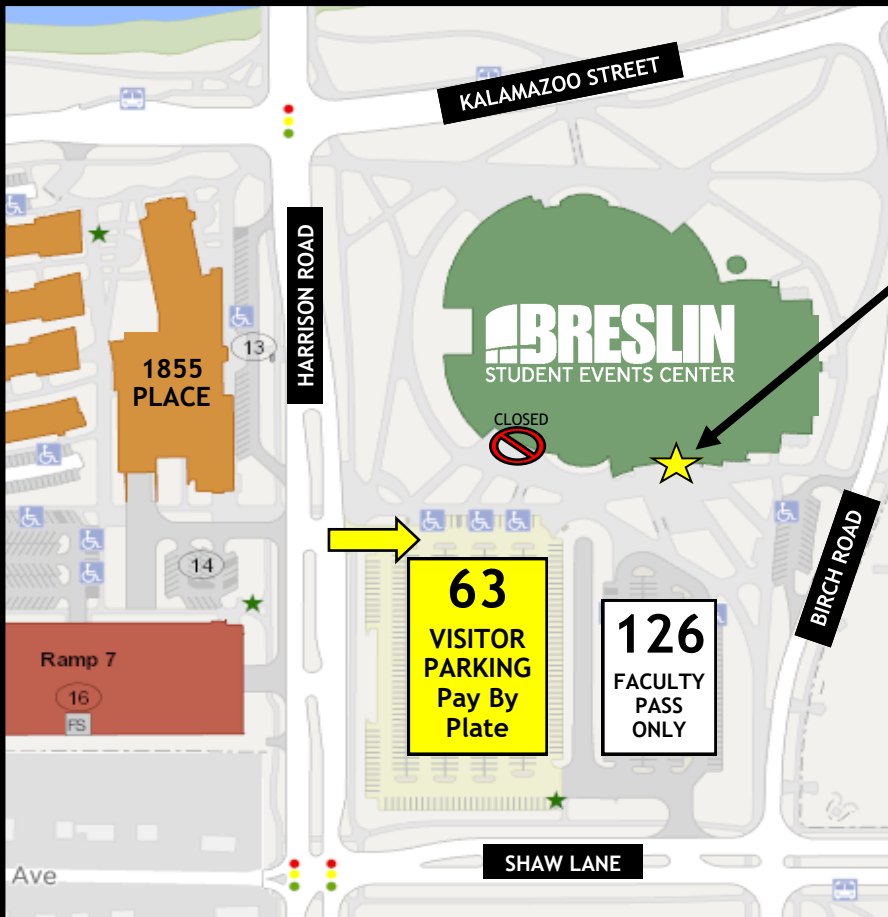 KALAMAZOO STREET
HARRISON ROAD
BRESLIN
STUDENT EVENTS CENTER
13
1855
PLACE
CLOSED
14
63
VISITOR
PARKING
Pay By
Plate
126
FACULTY
PASS
ONLY
BIRCH ROAD
Ramp 7
16
FS
SHAW LANE
Ave